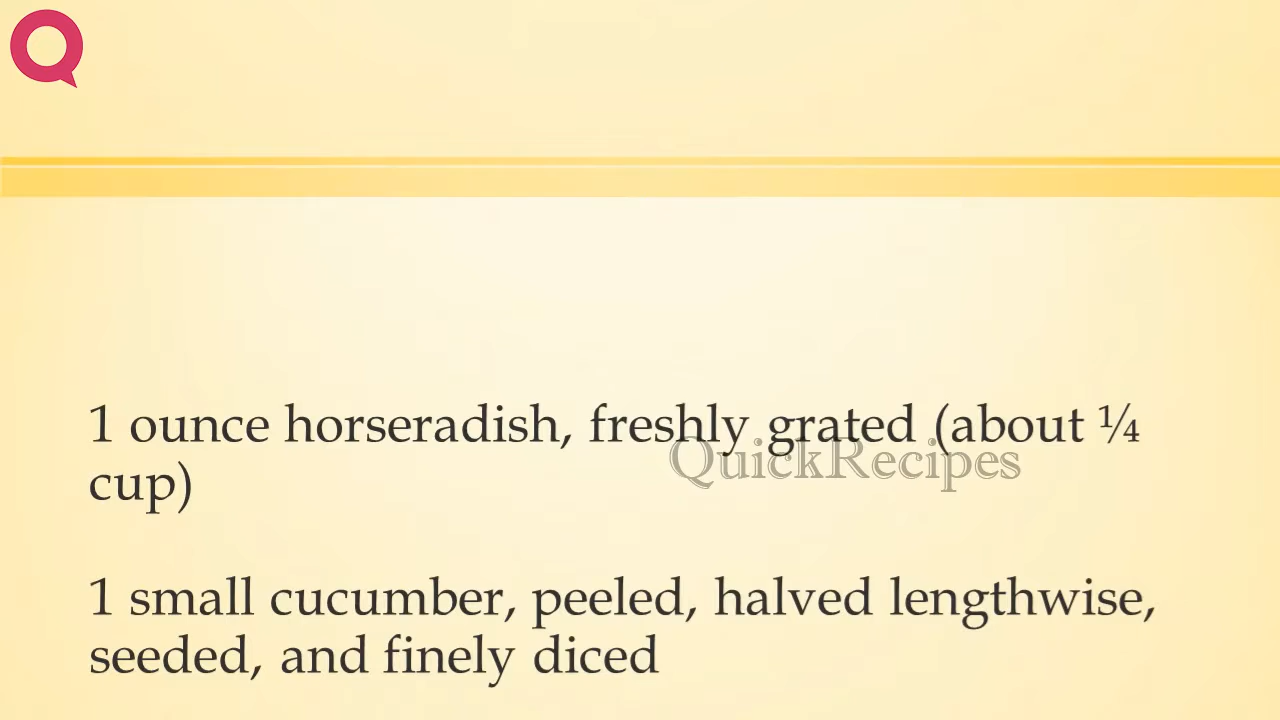 1 ounce horseradish, freshly grated (about ¼
cup)
QuickRecipes
1 small cucumber, peeled, halved lengthwise,
seeded, and finely diced